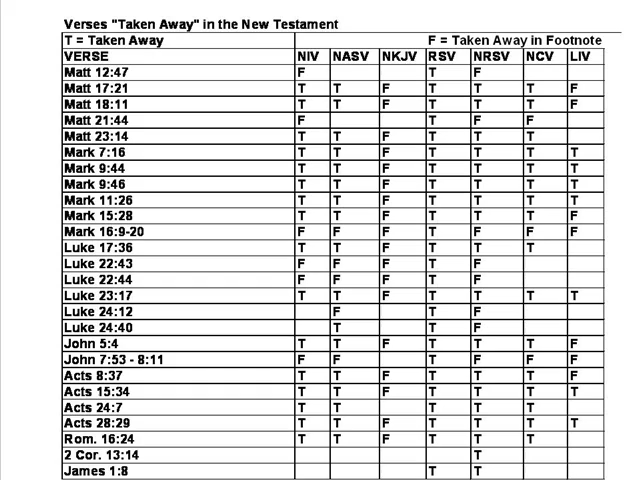 Verses "Taken Away" in the New Testament
T = Taken Away F = Taken Away in Footnote
VERSE NIV NASV NKJV RSV NRSV NCV LIV
Matt 12:47 F T F
Matt 17:21 T T F T T T F
Matt 18:11 T T F T T T F
Matt 21:44 F T F F
Matt 23:14 T T F T T T
Mark 7:16 T T F T T T T
Mark 9:44 T T F T T T T
Mark 9:46 T T F T T T T
Mark 11:26 T T F T T T T
Mark 15:28 T T F T T T F
Mark 16:9-20 F F F T F F F
Luke 17:36 T T F T T T
Luke 22:43 F F F T F
Luke 22:44 F F F T F
Luke 23:17 T T F T T T T
Luke 24:12 F T F
Luke 24:40 T T F
John 5:4 T T F T T T F
John 7:53 - 8:11 F F T F F F
Acts 8:37 T T F T T T F
Acts 15:34 T T F T T T T
Acts 24:7 T T T T T
Acts 28:29 T T F T T T T
Rom. 16:24 T T F T T T
2 Cor. 13:14 T
James 1:8 T T